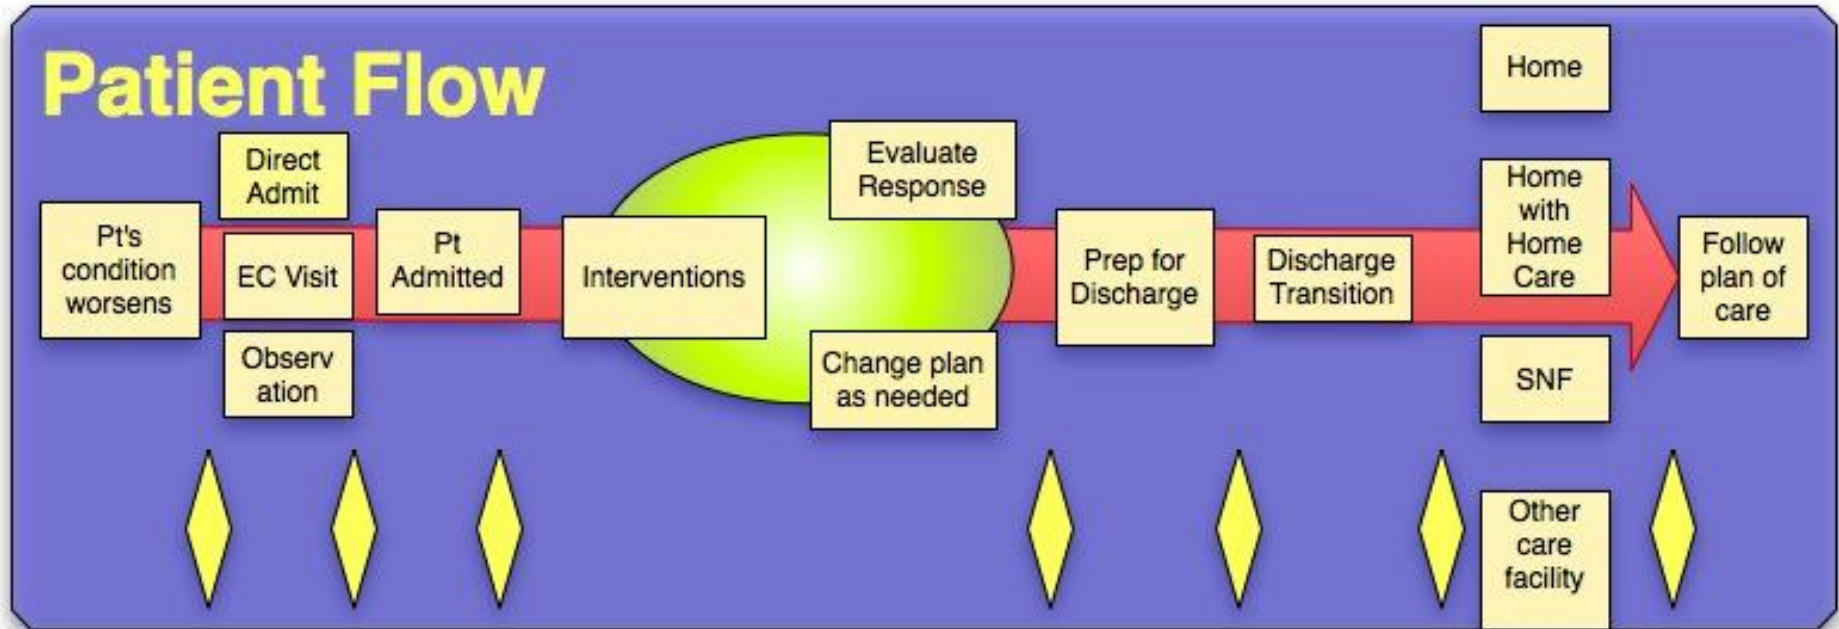 Patient Flow
Pt's
condition
worsens
Direct
Admit
EC Visit
Observ
ation
Pt
Admitted
Interventions
Evaluate
Response
Change plan
as needed
Prep for
Discharge
Discharge
Transition
Home
Home
with
Home
Care
SNF
Other
care
facility
Follow
plan of
care